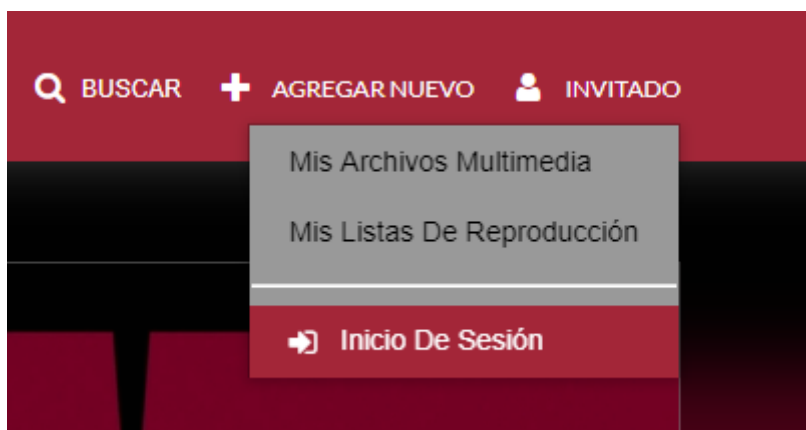 BUSCAR AGREGAR NUEVO INVITADO
Mis Archivos Multimedia
Mis Listas De Reproducción
Inicio De Sesión